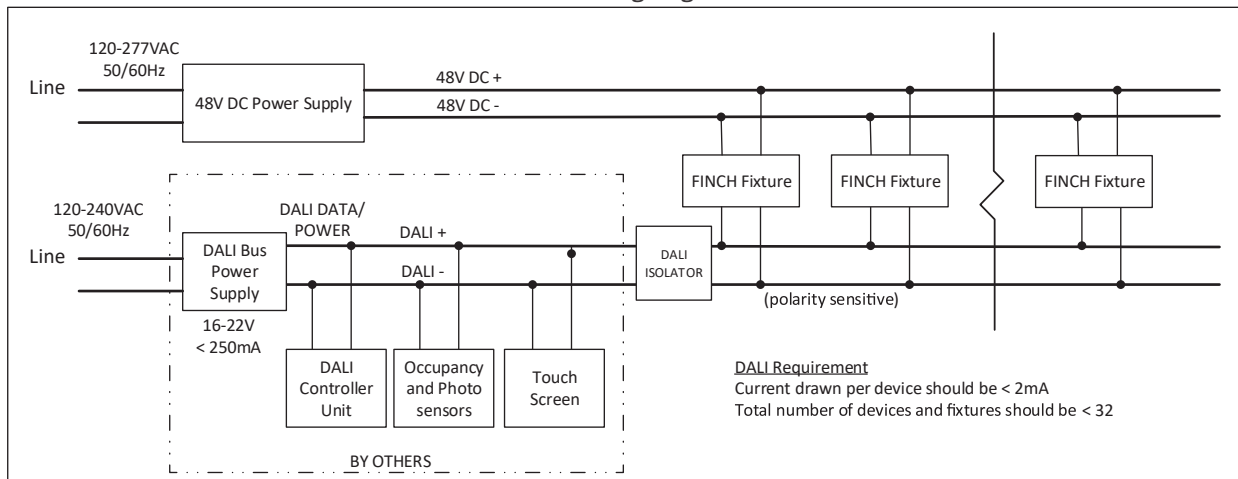 120-277VAC
50/60Hz
Line
48V DC Power Supply
48V DC +
48V DC -
FINCH Fixture
FINCH Fixture
FINCH Fixture
120-240VAC
50/60Hz
Line
DALI Bus
Power
Supply
16-22V
< 250mA
DALI DATA/
POWER
DALI +
DALI -
DALI
ISOLATOR
(polarity sensitive)
DALI
Controller
Unit
Occupancy
and Photo
sensors
Touch
Screen
BY OTHERS
DALI Requirement
Current drawn per device should be < 2mA
Total number of devices and fixtures should be < 32